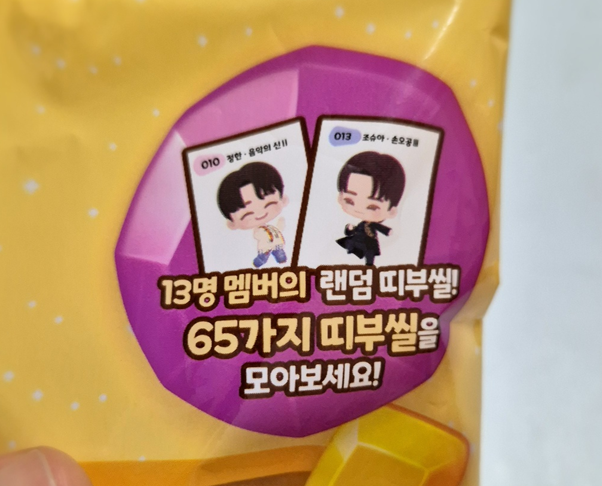 010 정한·음악의 신 II
013 조슈아·손오공 III
13명 멤버의 랜덤 띠부씰!
65가지 띠부씰을
모아보세요!